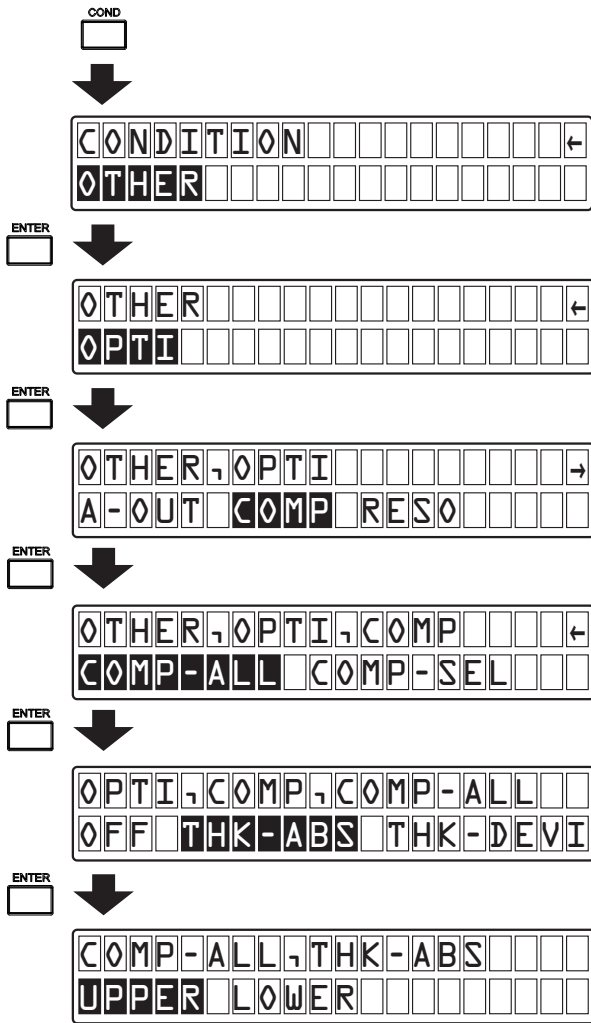 COND
CONDITION ←
OTHER
ENTER
OTHER ←
OPTI
ENTER
OTHER¬OPTI →
A-OUT COMP RESO
ENTER
OTHER¬OPTI¬COMP ←
COMP-ALL COMP-SEL
ENTER
OPTI¬COMP¬COMP-ALL
OFF THK-ABS THK-DEVI
ENTER
COMP-ALL¬THK-ABS
UPPER LOWER